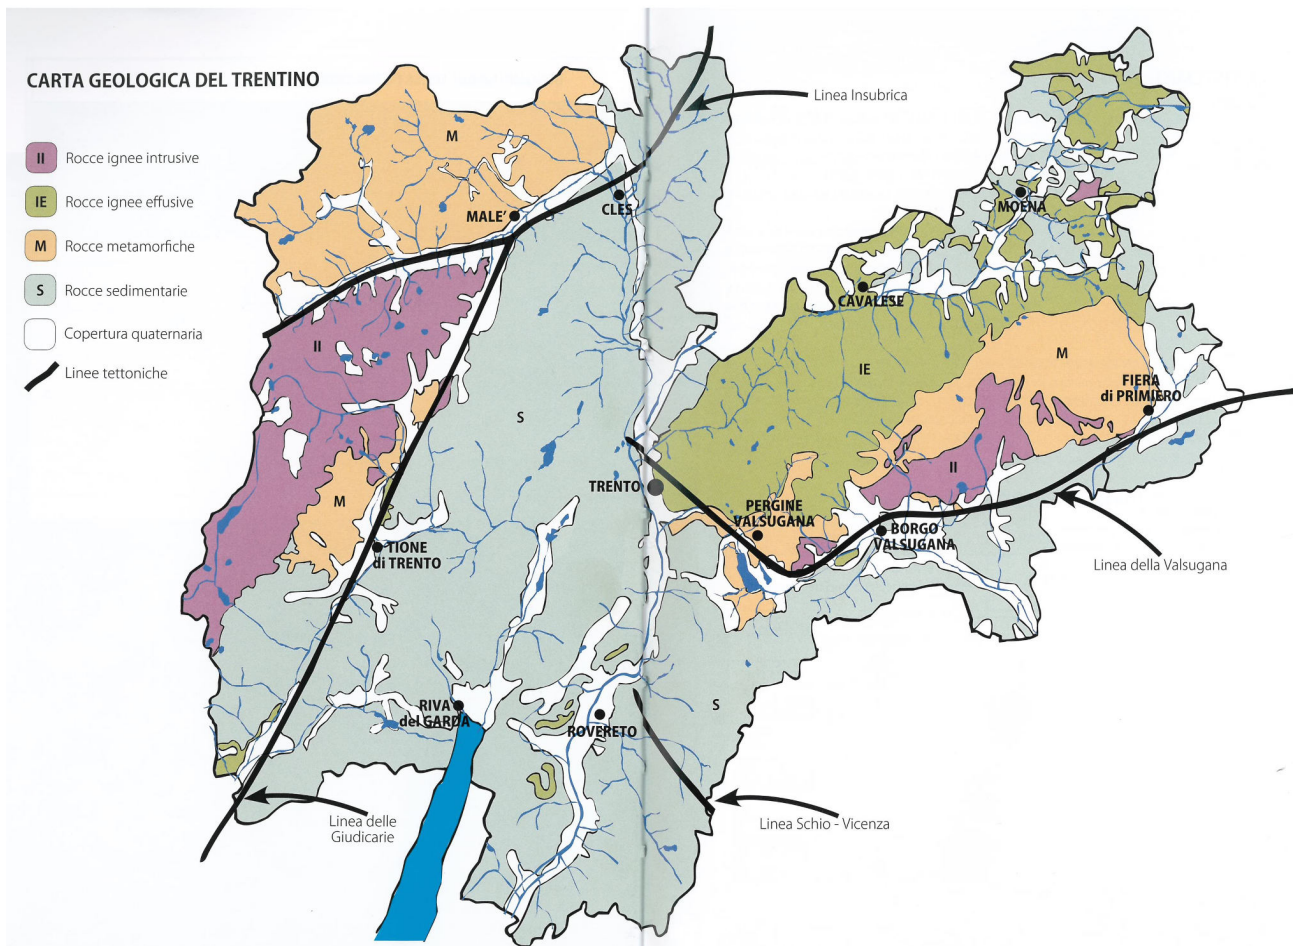 CARTA GEOLOGICA DEL TRENTINO
II Rocce ignee intrusive
IE Rocce ignee effusive
M Rocce metamorfiche
S Rocce sedimentarie
Copertura quaternaria
Linee tettoniche
Linea Insubrica
M
MALE'
CLES
MOENA
CAVALESE
II
M
IE
FIERA
di PRIMIERO
S
II
TRENTO
M
PERGINE
VALSUGANA
BORGO
VALSUGANA
TIONE
di TRENTO
Linea della Valsugana
RIVA
del GARDA
ROVERETO
S
Linea delle
Giudicarie
Linea Schio - Vicenza